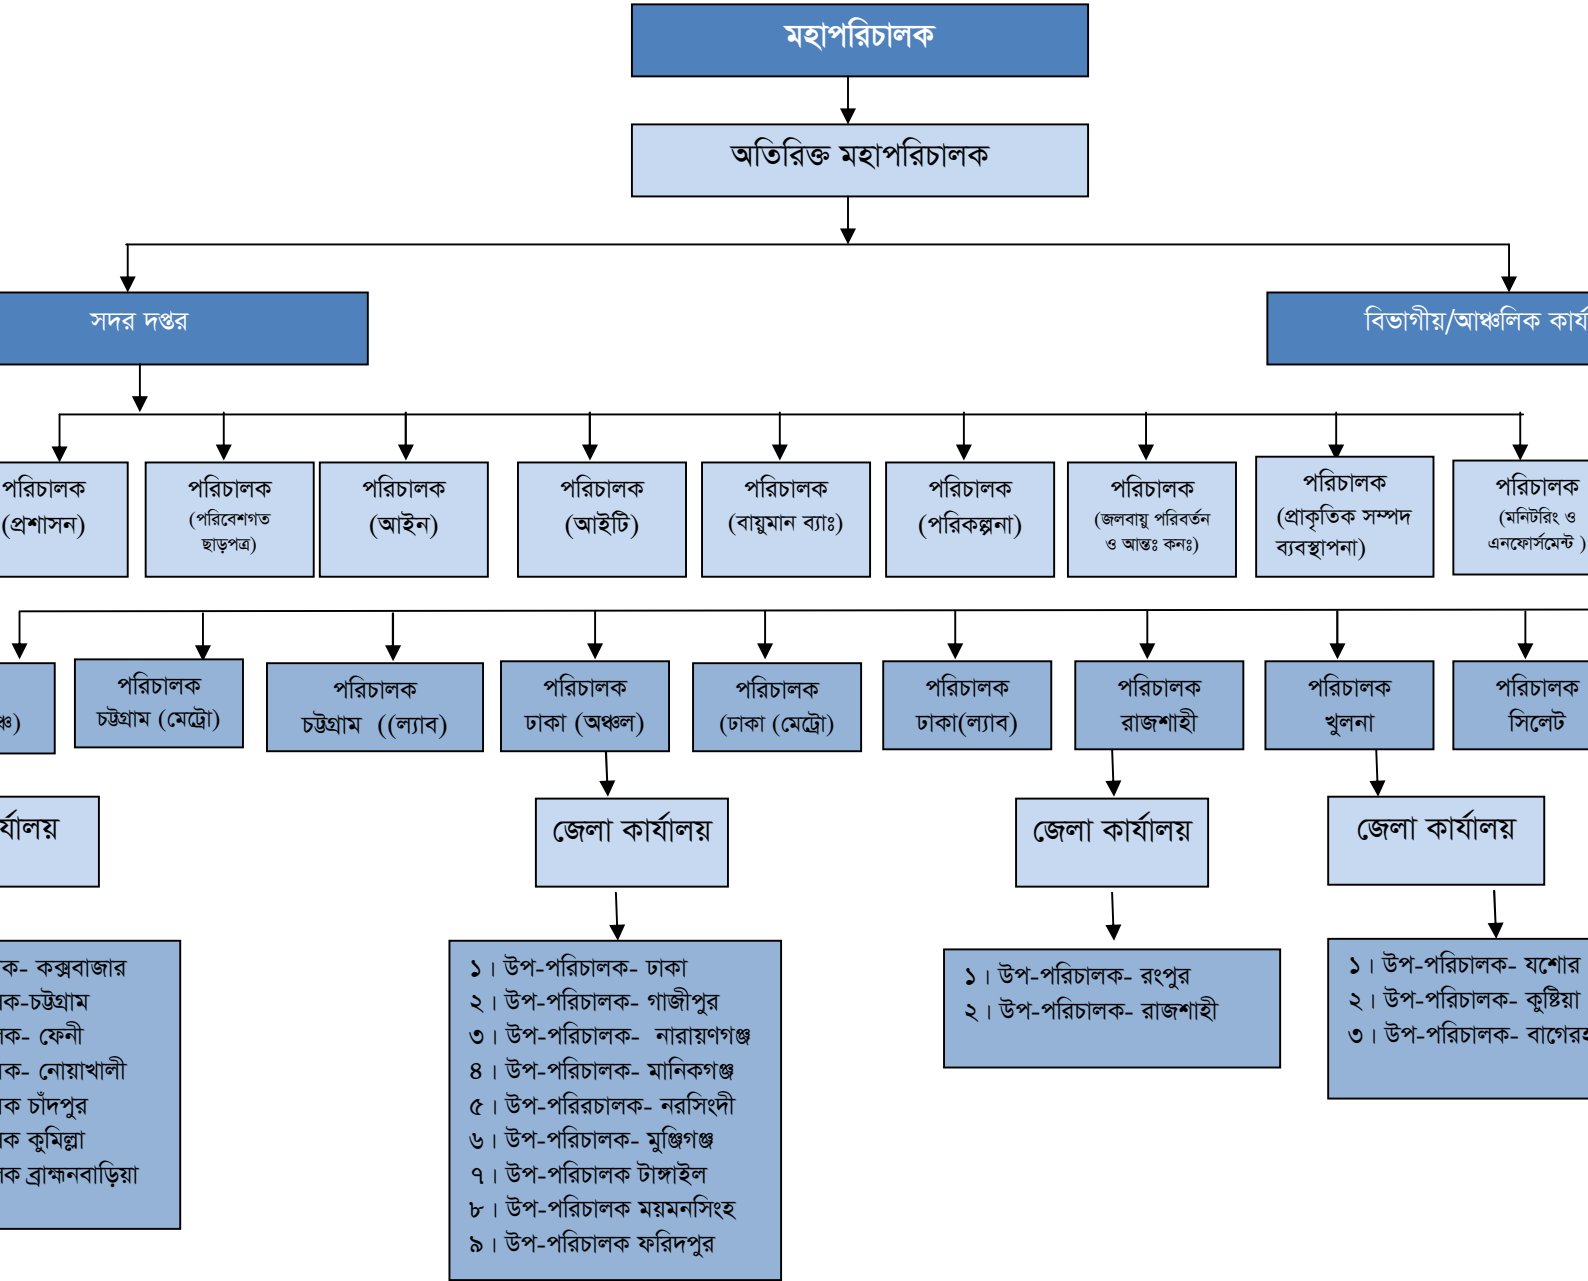 মহাপরিচালক
অতিরিক্ত মহাপরিচালক
সদর দপ্তর
বিভাগীয়/আঞ্চলিক
পরিচালক
(প্রশাসন)
পরিচালক
(পরিবেশগত
ছাড়পত্র)
পরিচালক
(আইন)
পরিচালক
(আইটি)
পরিচালক
(বায়ুমান ব্যাঃ)
পরিচালক
(পরিকল্পনা)
পরিচালক
(জলবায়ু পরিবর্তন
ও আন্তঃ কনঃ)
পরিচালক
(প্রাকৃতিক সম্পদ
ব্যবস্থাপনা)
পরিচালক
(মনিটরিং ও
এনফোর্সমেন্ট )
পরিচালক
চট্টগ্রাম (মেট্রো)
পরিচালক
চট্টগ্রাম ((ল্যাব)
পরিচালক
ঢাকা (অঞ্চল)
পরিচালক
(ঢাকা (মেট্রো)
পরিচালক
ঢাকা(ল্যাব)
পরিচালক
রাজশাহী
পরিচালক
খুলনা
পরিচালক
সিলেট
জেলা কার্যালয়
জেলা কার্যালয়
জেলা কার্যালয়
ক- কক্সবাজার
ক-চট্টগ্রাম
ক- ফেনী
ক- নোয়াখালী
ক চাঁদপুর
ক কুমিল্লা
ক ব্রাহ্মনবাড়িয়া
১। উপ-পরিচালক- ঢাকা
২। উপ-পরিচালক- গাজীপুর
৩। উপ-পরিচালক- নারায়ণগঞ্জ
৪। উপ-পরিচালক- মানিকগঞ্জ
৫। উপ-পরিরচালক- নরসিংদী
৬। উপ-পরিচালক- মুঞ্জিগঞ্জ
৭। উপ-পরিচালক টাঙ্গাইল
৮। উপ-পরিচালক ময়মনসিংহ
৯। উপ-পরিচালক ফরিদপুর
১। উপ-পরিচালক- রংপুর
২। উপ-পরিচালক- রাজশাহী
১। উপ-পরিচালক- যশোর
২। উপ-পরিচালক- কুষ্টিয়া
৩। উপ-পরিচালক-